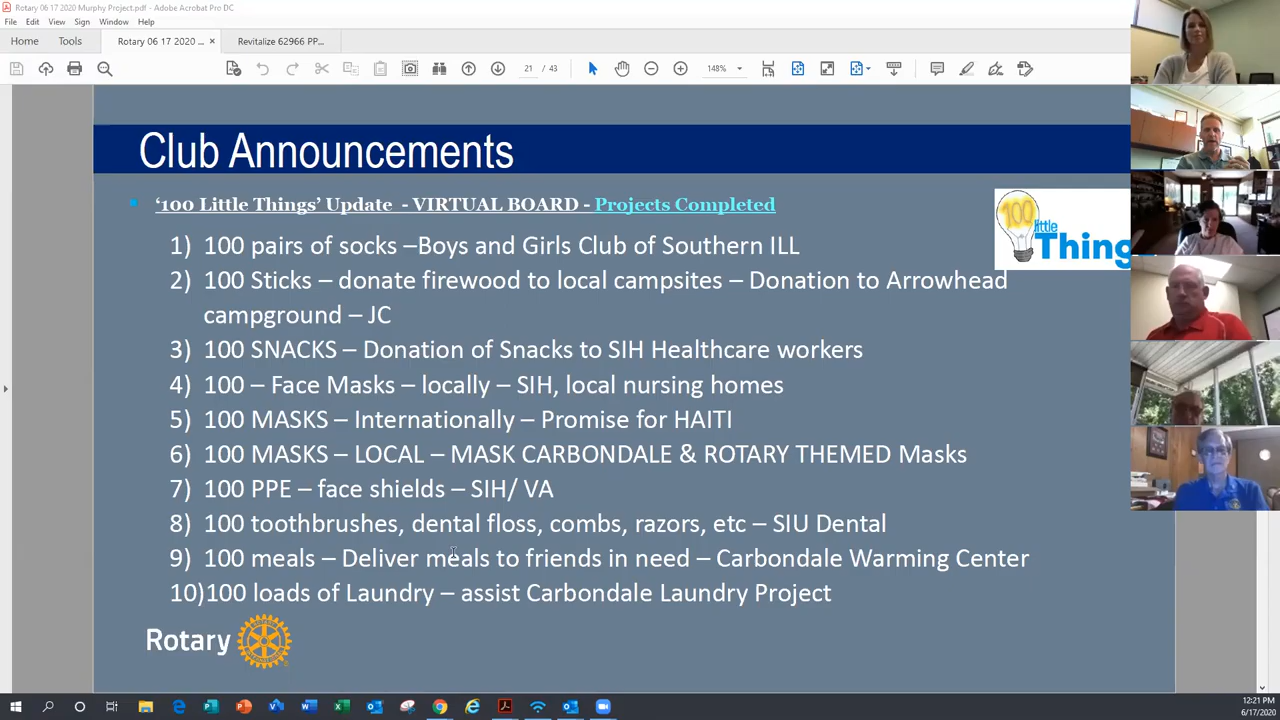 Rotary 06 17 2020 Murphy Project.pdf - Adobe Acrobat Pro DC
File Edit View Sign Window Help
Home Tools Rotary 06 17 2020 ... × Revitalize 62966 PP...
21 / 43 148%
Club Announcements
‘100 Little Things’ Update - VIRTUAL BOARD - Projects Completed
100 little Thing
1) 100 pairs of socks –Boys and Girls Club of Southern ILL
2) 100 Sticks – donate firewood to local campsites – Donation to Arrowhead
campground – JC
3) 100 SNACKS – Donation of Snacks to SIH Healthcare workers
4) 100 – Face Masks – locally – SIH, local nursing homes
5) 100 MASKS – Internationally – Promise for HAITI
6) 100 MASKS – LOCAL – MASK CARBONDALE & ROTARY THEMED Masks
7) 100 PPE – face shields – SIH/ VA
8) 100 toothbrushes, dental floss, combs, razors, etc – SIU Dental
9) 100 meals – Deliver meals to friends in need – Carbondale Warming Center
10)100 loads of Laundry – assist Carbondale Laundry Project
Rotary
12:21 PM
6/17/2020